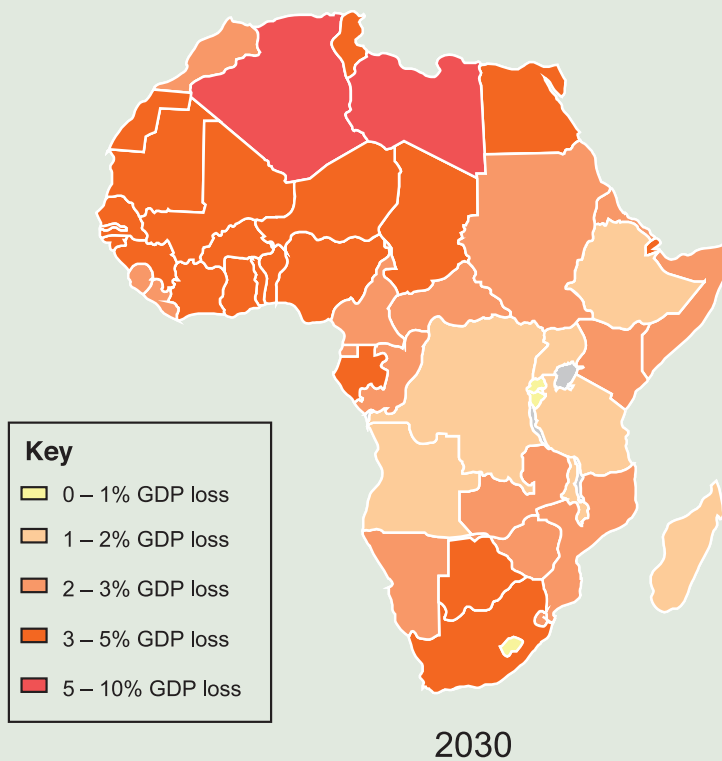 Key
0 – 1% GDP loss
1 – 2% GDP loss
2 – 3% GDP loss
3 – 5% GDP loss
5 – 10% GDP loss
2030